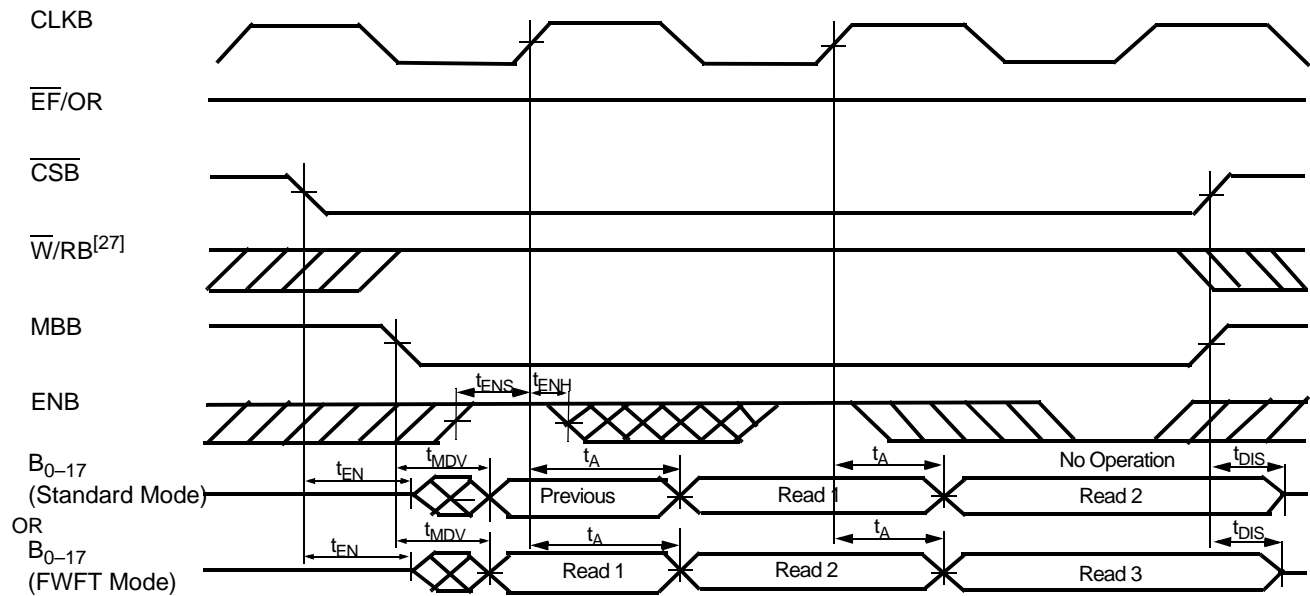 CLKB
E̅F̅/OR
C̅S̅B̅
W̅/RB[27]
MBB
tENS tENH
ENB
tMDV tA tA No Operation tDIS
B0–17
tEN
(Standard Mode) Previous Read 1 Read 2
OR
tMDV tA tA tDIS
B0–17
tEN
(FWFT Mode) Read 1 Read 2 Read 3